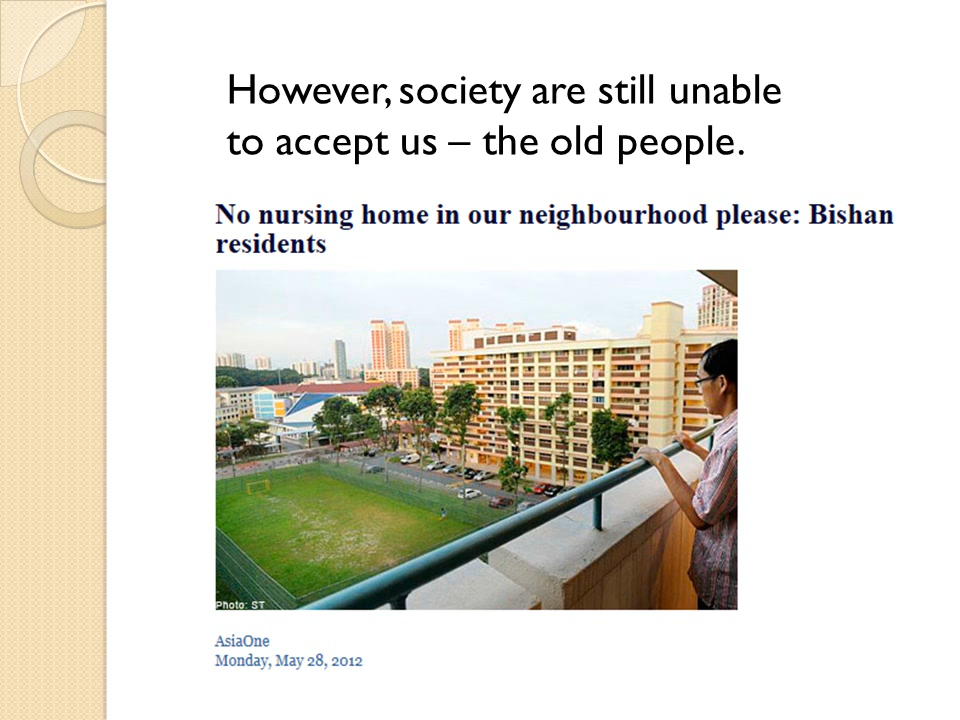 However, society are still unable
to accept us – the old people.
No nursing home in our neighbourhood please: Bishan
residents
Photo: ST
AsiaOne
Monday, May 28, 2012